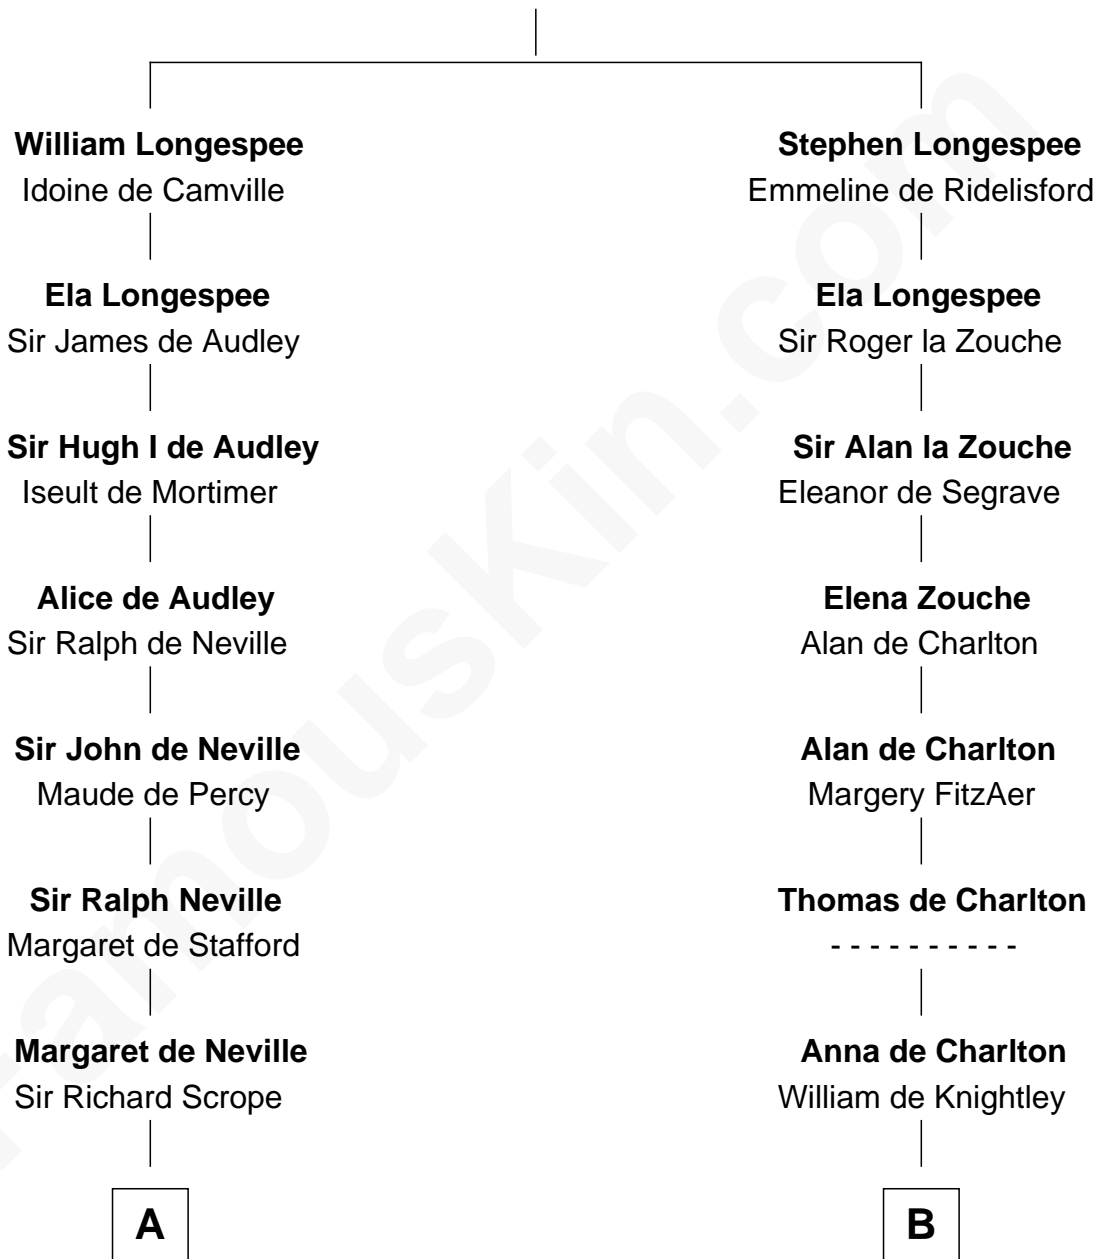 William Longespee
Idoine de Camville
Ela Longespee
Sir James de Audley
Sir Hugh I de Audley
Iseult de Mortimer
Alice de Audley
Sir Ralph de Neville
Sir John de Neville
Maude de Percy
Sir Ralph Neville
Margaret de Stafford
Margaret de Neville
Sir Richard Scrope
A
Stephen Longespee
Emmeline de Ridelisford
Ela Longespee
Sir Roger la Zouche
Sir Alan la Zouche
Eleanor de Segrave
Elena Zouche
Alan de Charlton
Alan de Charlton
Margery FitzAer
Thomas de Charlton
- - - - - - - - - -
Anna de Charlton
William de Knightley
B
FamousKin.com